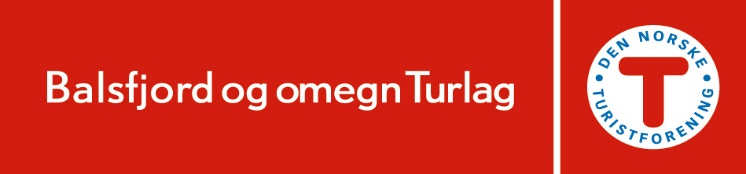 Balsfjord og omegn Turlag
DEN NORSKE
T
TURISTFORENING